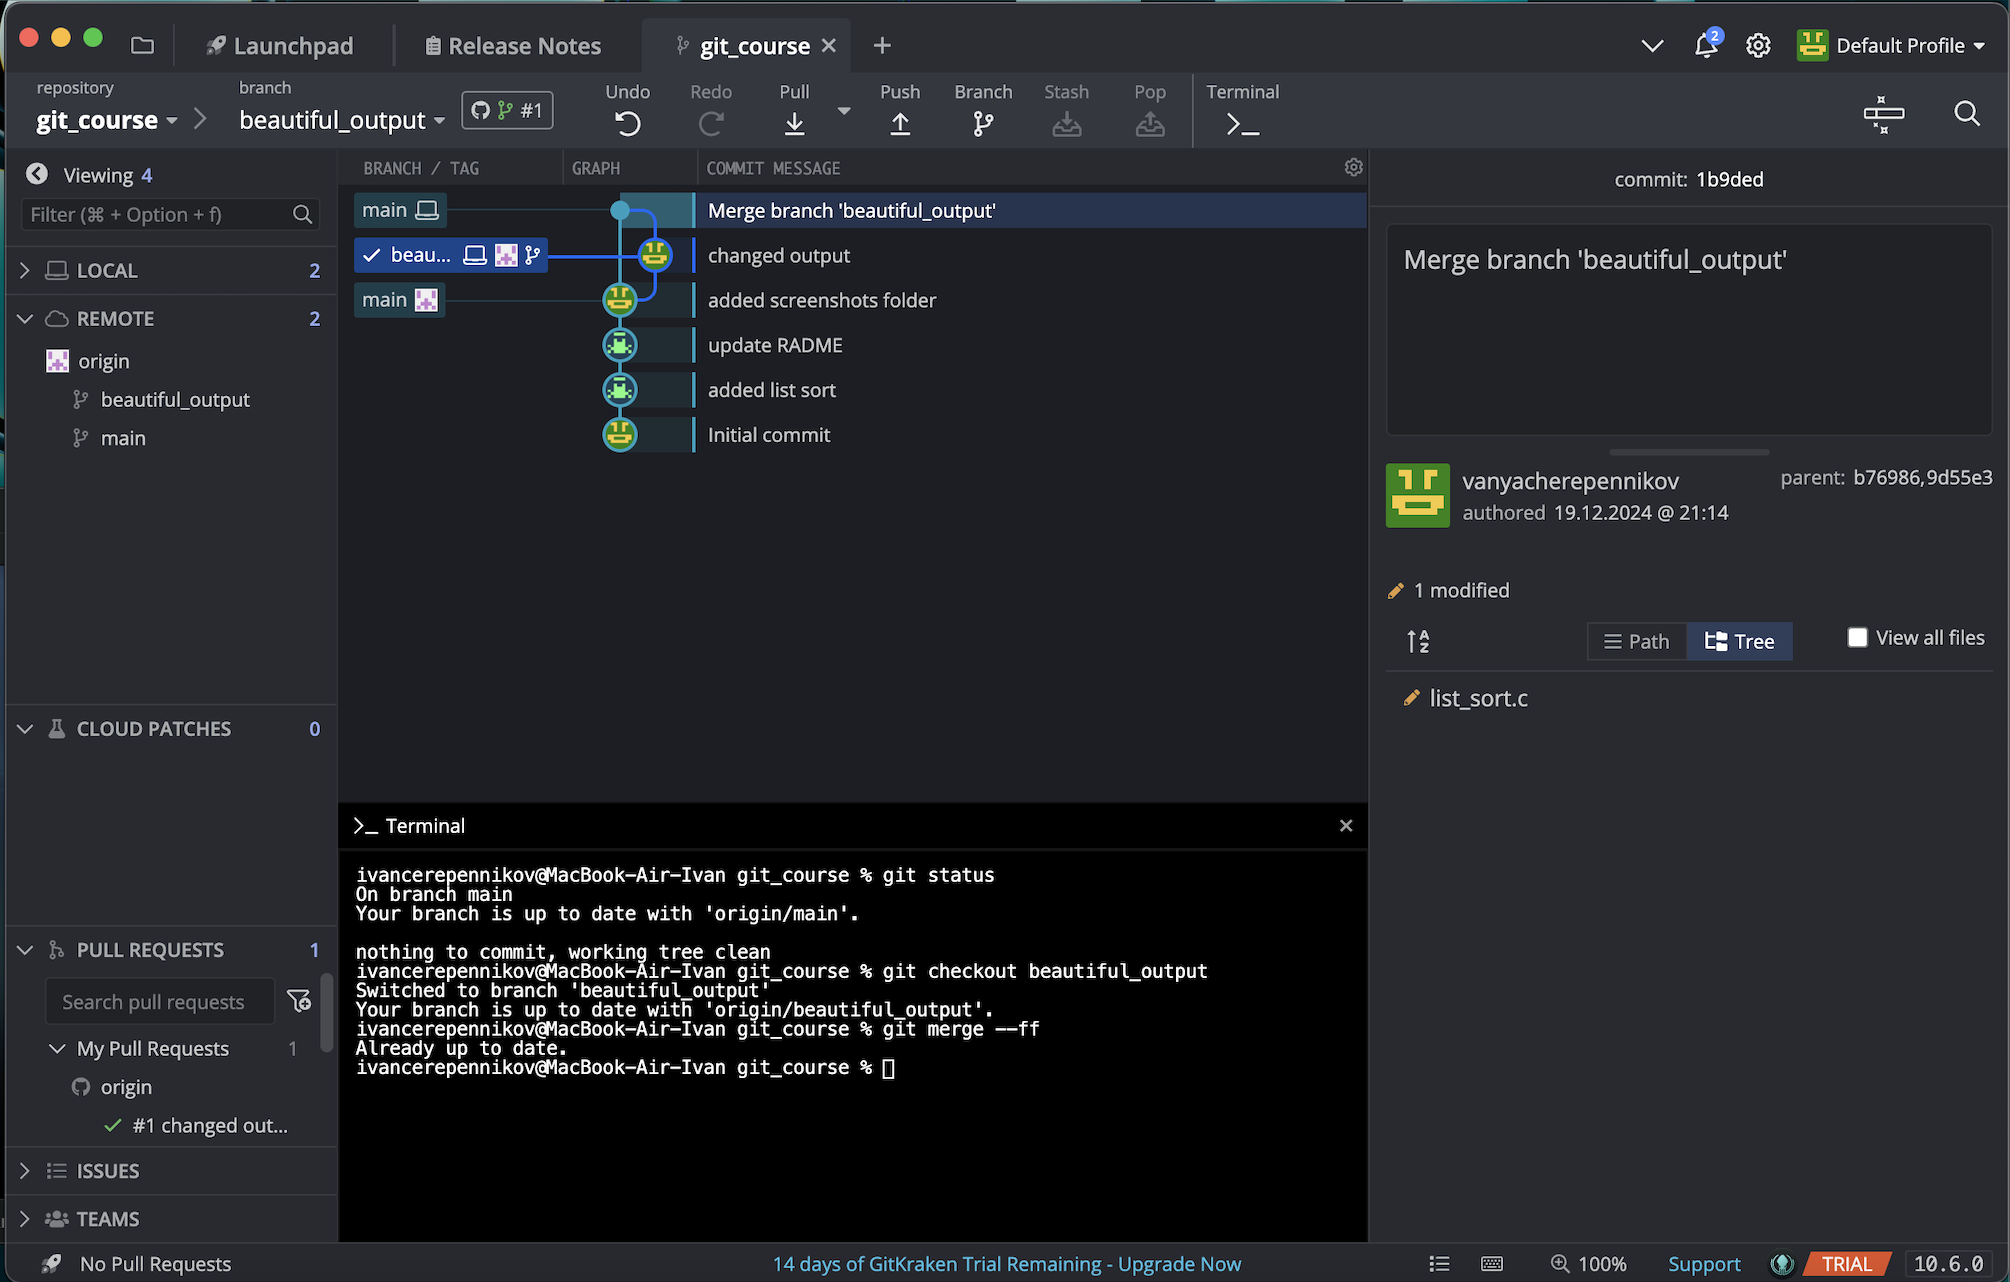 Launchpad
Release Notes
git_course
2
Default Profile
repository
git_course
branch
beautiful_output
#1
Undo
Redo
Pull
Push
Branch
Stash
Pop
Terminal
Viewing 4
Filter (⌘ + Option + f)
LOCAL 2
REMOTE 2
origin
beautiful_output
main
CLOUD PATCHES 0
PULL REQUESTS 1
Search pull requests
My Pull Requests 1
origin
#1 changed out...
ISSUES
TEAMS
BRANCH / TAG GRAPH COMMIT MESSAGE
main Merge branch 'beautiful_output'
beau... changed output
main added screenshots folder
update RADME
added list sort
Initial commit
>_ Terminal
ivancerepennikov@MacBook-Air-Ivan git_course % git status
On branch main
Your branch is up to date with 'origin/main'.
nothing to commit, working tree clean
ivancerepennikov@MacBook-Air-Ivan git_course % git checkout beautiful_output
Switched to branch 'beautiful_output'
Your branch is up to date with 'origin/beautiful_output'.
ivancerepennikov@MacBook-Air-Ivan git_course % git merge --ff
Already up to date.
ivancerepennikov@MacBook-Air-Ivan git_course %
commit: 1b9ded
Merge branch 'beautiful_output'
vanyacherepennikov
authored 19.12.2024 @ 21:14
parent: b76986,9d55e3
1 modified
A
Z
Path
Tree
View all files
list_sort.c
No Pull Requests
14 days of GitKraken Trial Remaining - Upgrade Now
100%
Support
TRIAL
10.6.0